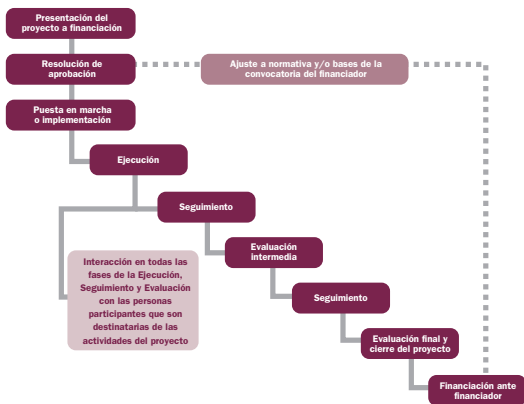 Presentación del
proyecto a financiación
Resolución de
aprobación
Ajuste a normativa y/o bases de la
convocatoria del financiador
Puesta en marcha
o implementación
Ejecución
Seguimiento
Evaluación
intermedia
Interacción en todas las
fases de la Ejecución,
Seguimiento y Evaluación
con las personas
participantes que son
destinatarias de las
actividades del proyecto
Seguimiento
Evaluación final y
cierre del proyecto
Financiación ante
financiador